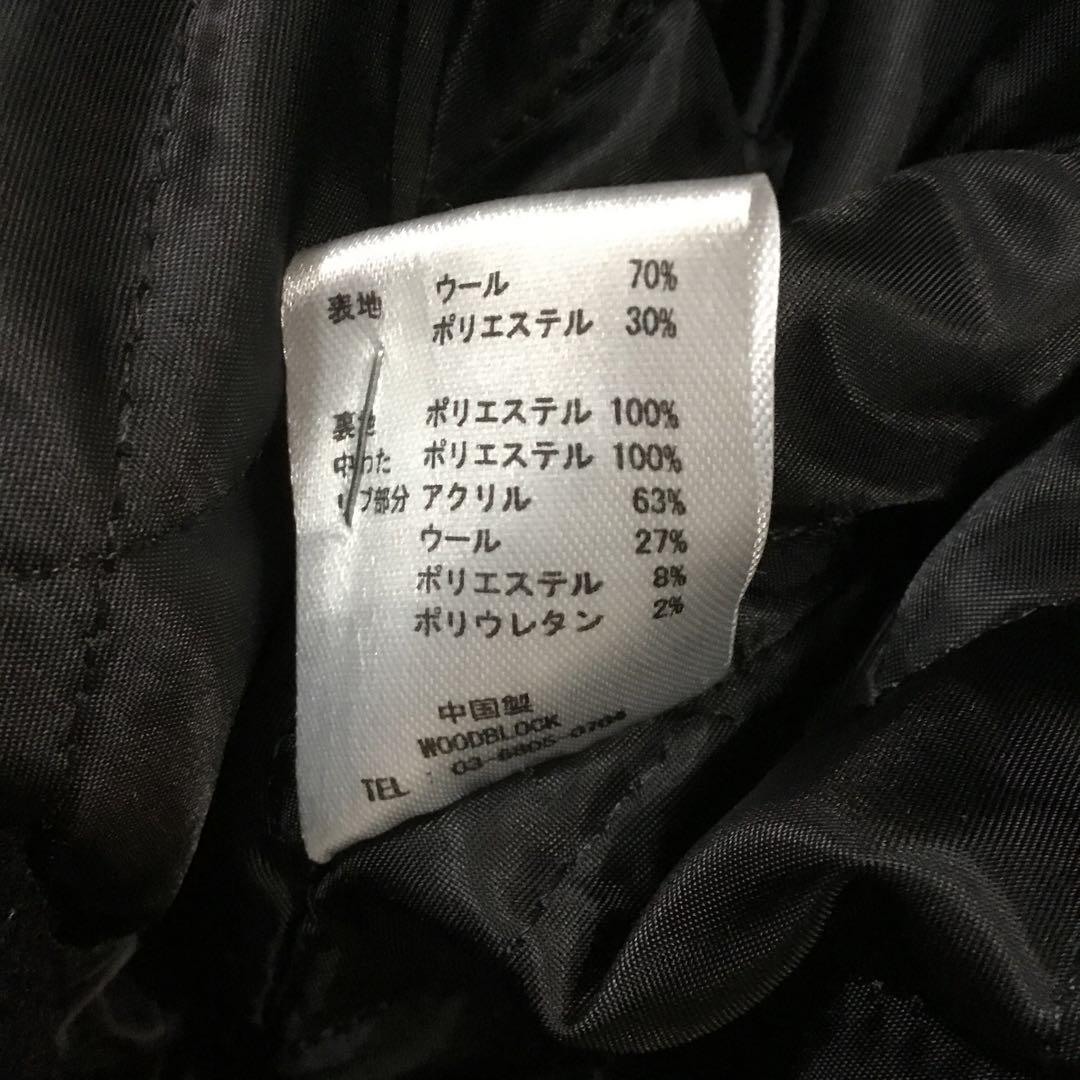 表地 ウール 70%
ポリエステル 30%
裏地 ポリエステル 100%
中わた ポリエステル 100%
リブ部分 アクリル 63%
ウール 27%
ポリエステル 8%
ポリウレタン 2%
中国製
WOODBLOCK
TEL : 03-6805-0704